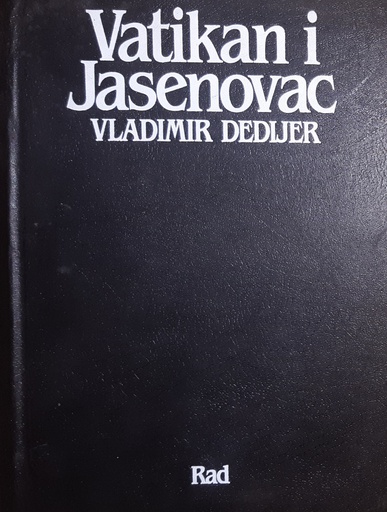 Vatikan i
Jasenovac
VLADIMIR DEDIJER
Rad